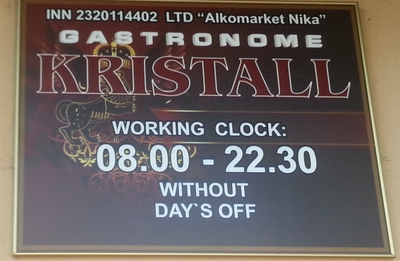 INN 2320114402 LTD “Alkomarket Nika”
GASTRONOME
KRISTALL
WORKING CLOCK:
08.00 - 22.30
WITHOUT
DAY`S OFF